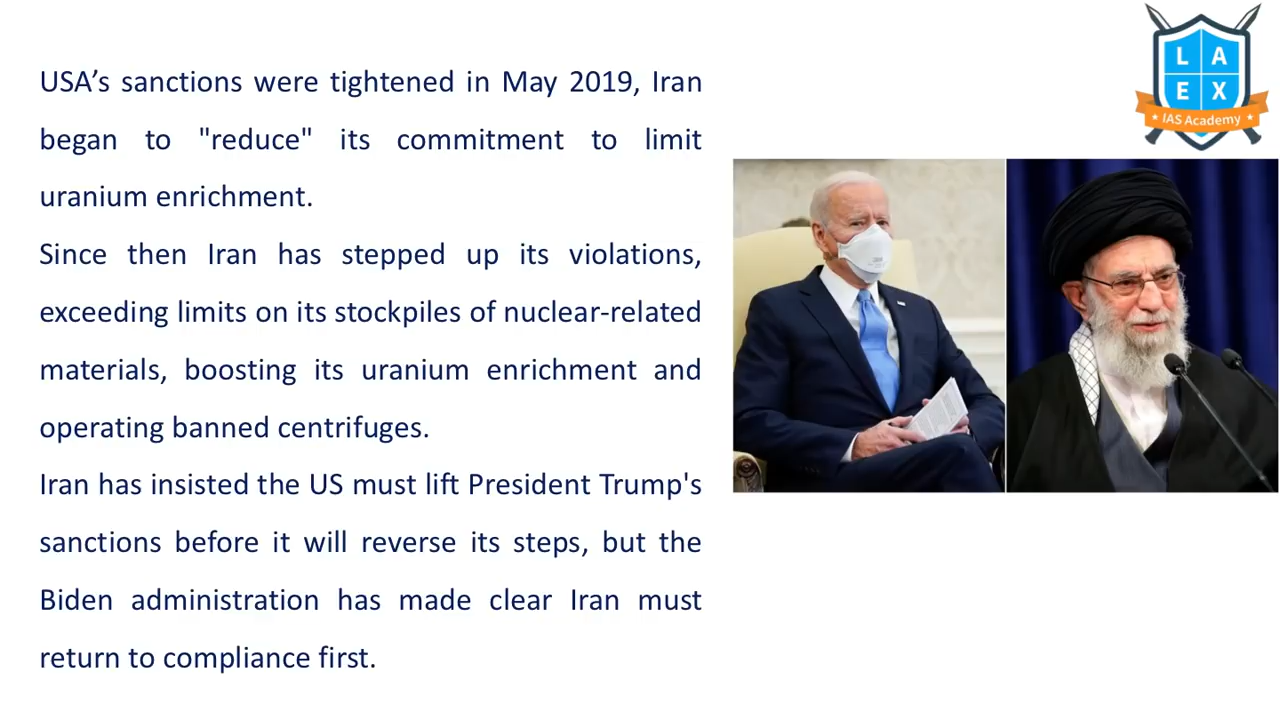 USA’s sanctions were tightened in May 2019, Iran
began to "reduce" its commitment to limit
uranium enrichment.
Since then Iran has stepped up its violations,
exceeding limits on its stockpiles of nuclear-related
materials, boosting its uranium enrichment and
operating banned centrifuges.
Iran has insisted the US must lift President Trump's
sanctions before it will reverse its steps, but the
Biden administration has made clear Iran must
return to compliance first.
L A
E X
IAS Academy